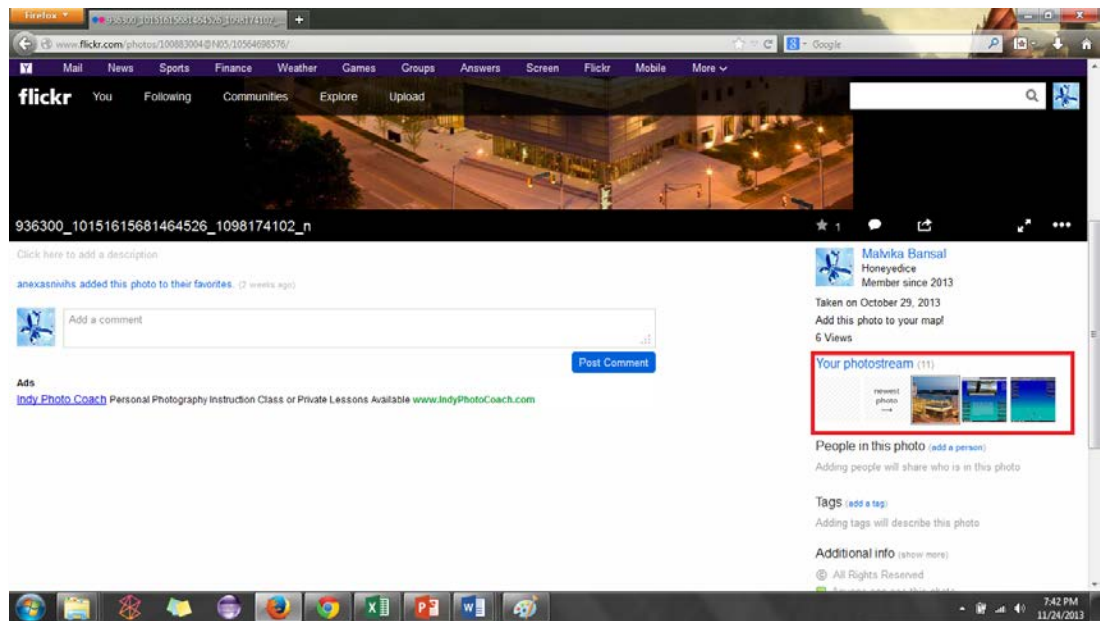 Firefox
936300_10151615681464526_1098174102_...
www.flickr.com/photos/100883004@N05/10564698576/
Google
Y Mail News Sports Finance Weather Games Groups Answers Screen Flickr Mobile More
flickr You Following Communities Explore Upload
936300_10151615681464526_1098174102_n
1
Click here to add a description
anexasnivihs added this photo to their favorites. (2 weeks ago)
Add a comment
Post Comment
Ads
Indy Photo Coach Personal Photography Instruction Class or Private Lessons Available www.IndyPhotoCoach.com
Malvika Bansal
Honeyedice
Member since 2013
Taken on October 29, 2013
Add this photo to your map!
6 Views
Your photostream (11)
newest
photo
→
People in this photo (add a person)
Adding people will share who is in this photo
Tags (add a tag)
Adding tags will describe this photo
Additional info (show more)
© All Rights Reserved
Anyone can see this photo
7:42 PM
11/24/2013